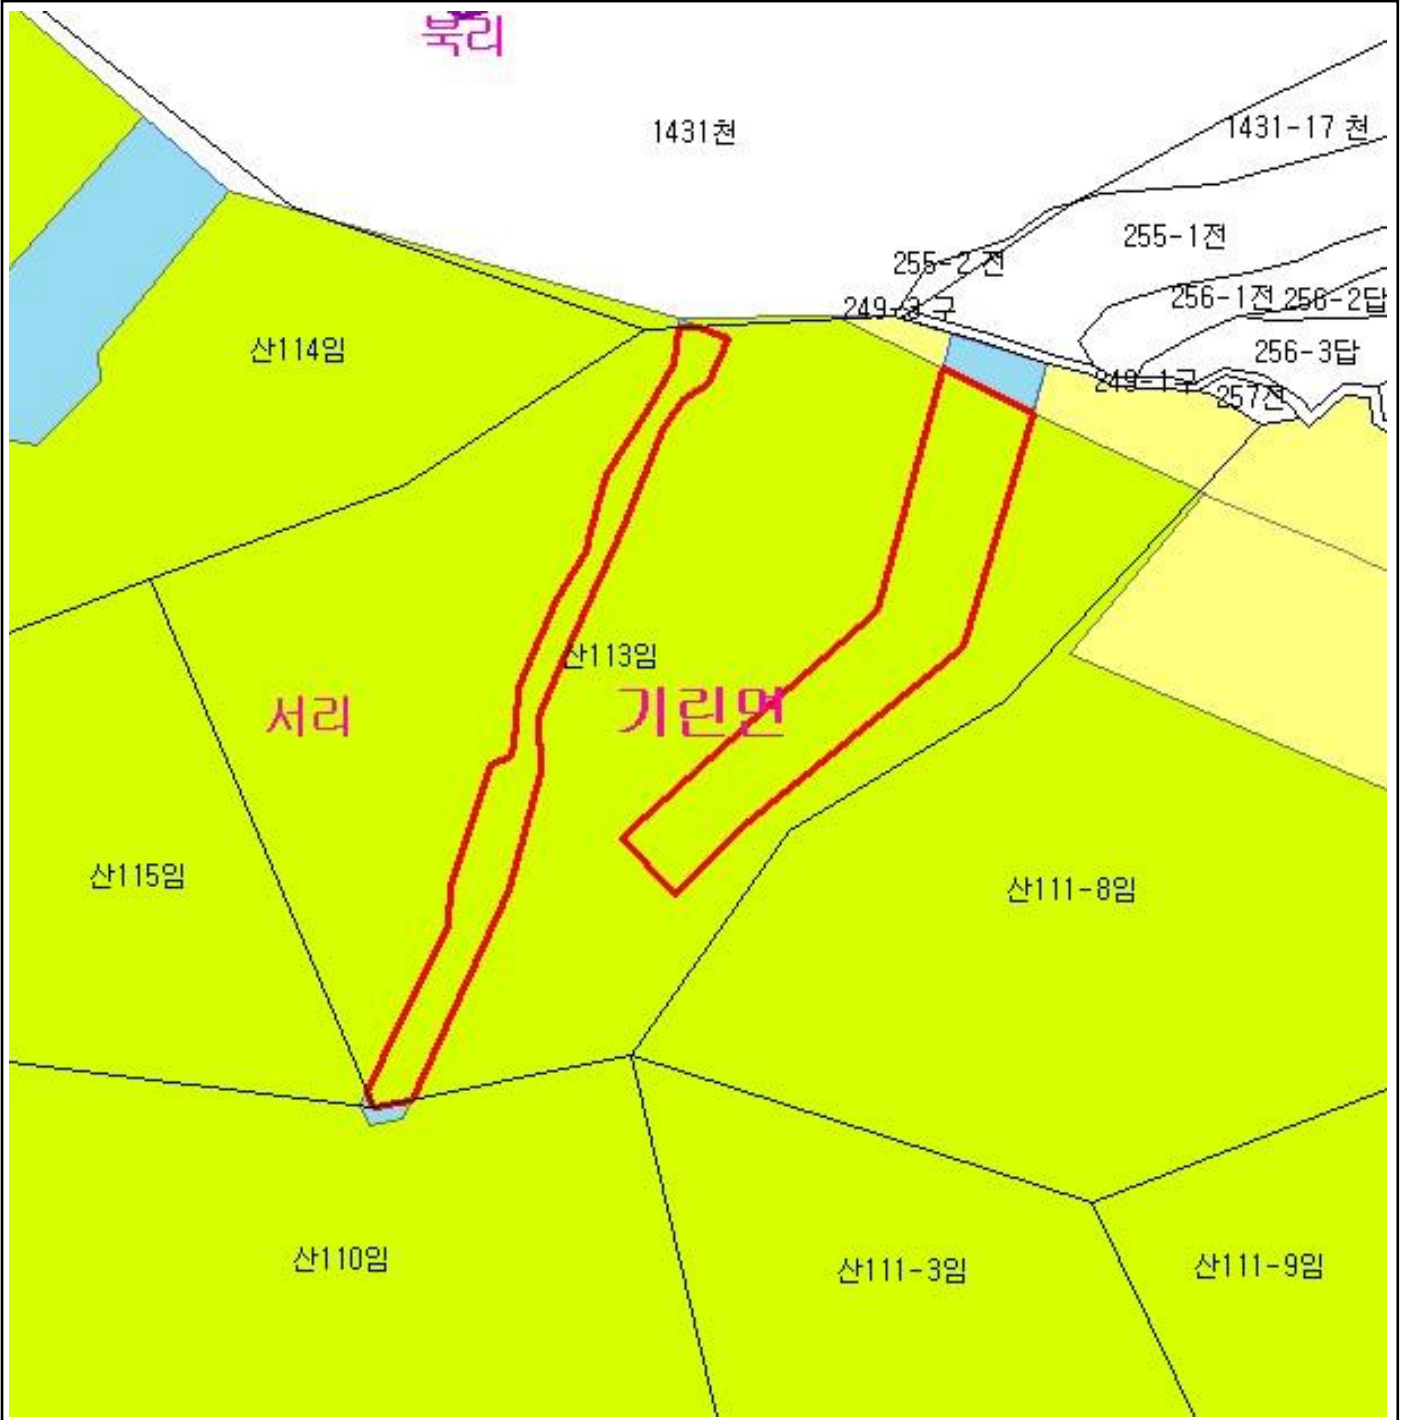 북리
1431천
1431-17 천
255-1전
255-2 전
249-3 구
256-1전
256-2답
산114임
256-3답
249-1구
257전
산113임
서리
기린면
산115임
산111-8임
산110임
산111-3임
산111-9임